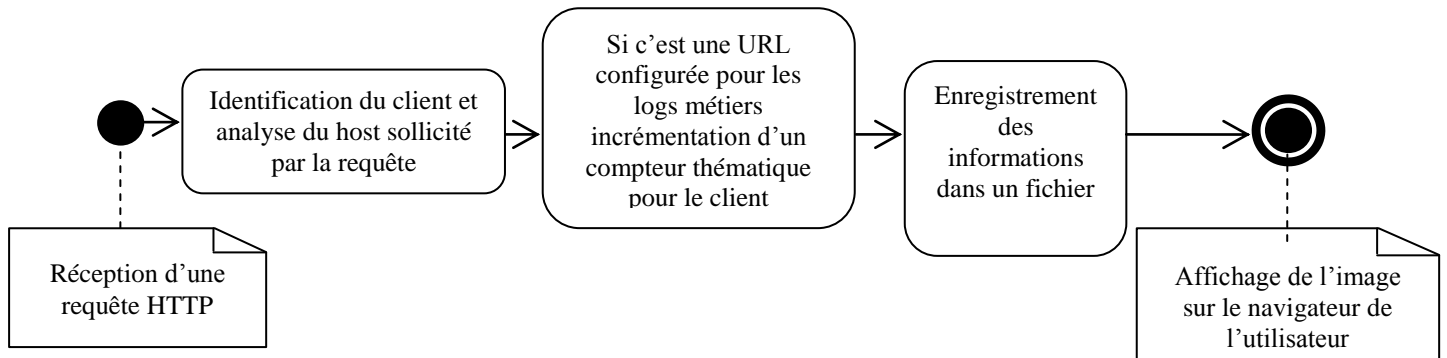 Identification du client et
analyse du host sollicité
par la requête
Si c’est une URL
configurée pour les
logs métiers
incrémentation d’un
compteur thématique
pour le client
Enregistrement
des
informations
dans un fichier
Réception d’une
requête HTTP
Affichage de l’image
sur le navigateur de
l’utilisateur